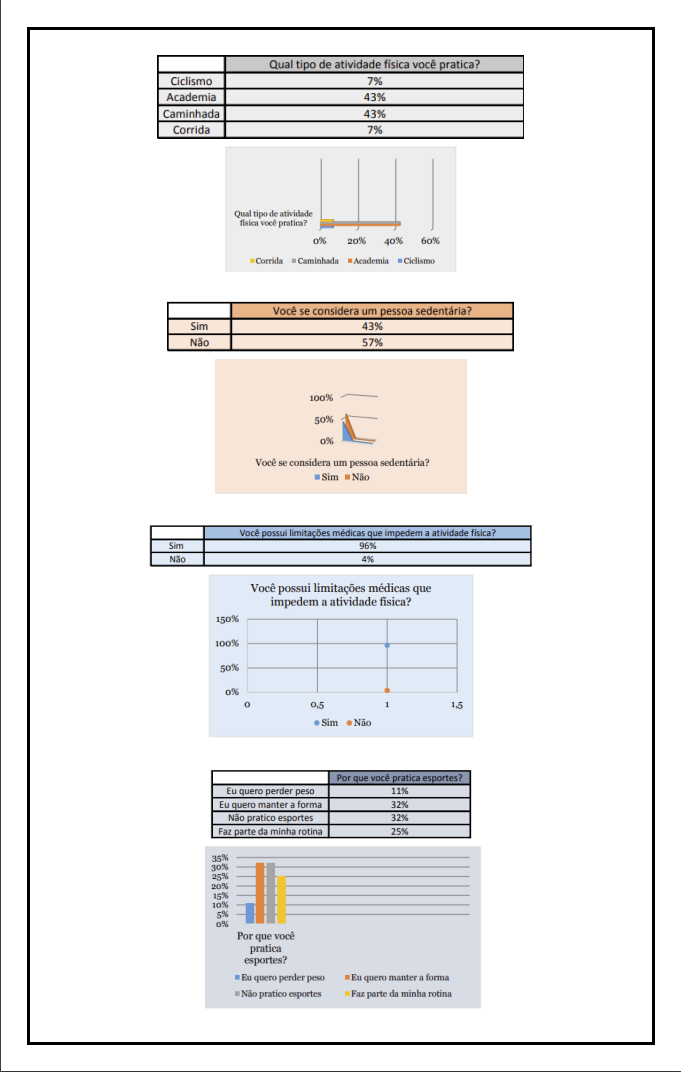 Qual tipo de atividade física você pratica?
Ciclismo 7%
Academia 43%
Caminhada 43%
Corrida 7%
Qual tipo de atividade
física você pratica?
0% 20% 40% 60%
Corrida Caminhada Academia Ciclismo
Você se considera um pessoa sedentária?
Sim 43%
Não 57%
100%
50%
0%
Você se considera um pessoa sedentária?
Sim Não
Você possui limitações médicas que impedem a atividade física?
Sim 96%
Não 4%
Você possui limitações médicas que
impedem a atividade física?
150%
100%
50%
0%
0 0,5 1 1,5
Sim Não
Por que você pratica esportes?
Eu quero perder peso 11%
Eu quero manter a forma 32%
Não pratico esportes 32%
Faz parte da minha rotina 25%
35%
30%
25%
20%
15%
10%
5%
0%
Por que você
pratica
esportes?
Eu quero perder peso Eu quero manter a forma
Não pratico esportes Faz parte da minha rotina